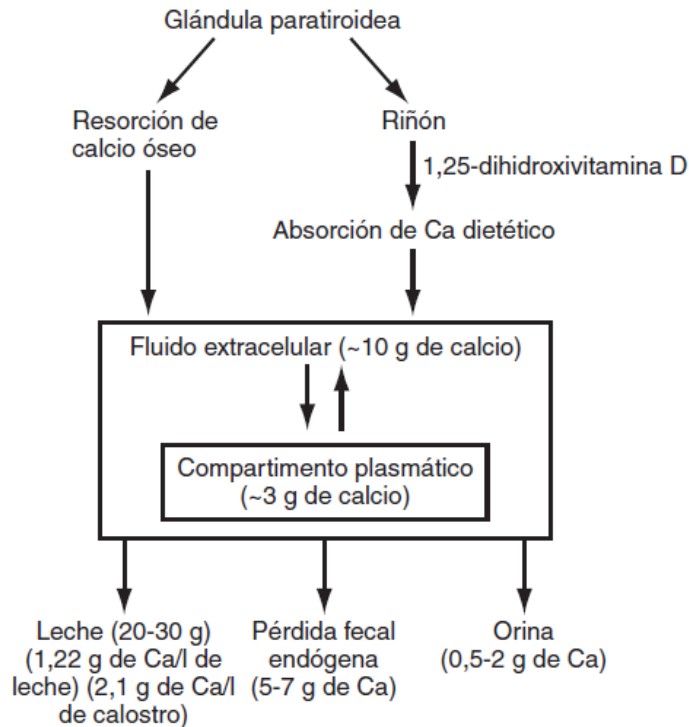 Glándula paratiroidea
Resorción de
calcio óseo
Riñón
1,25-dihidroxivitamina D
Absorción de Ca dietético
Fluido extracelular (~10 g de calcio)
Compartimento plasmático
(~3 g de calcio)
Leche (20-30 g)
(1,22 g de Ca/l de
leche) (2,1 g de Ca/l
de calostro)
Pérdida fecal
endógena
(5-7 g de Ca)
Orina
(0,5-2 g de Ca)